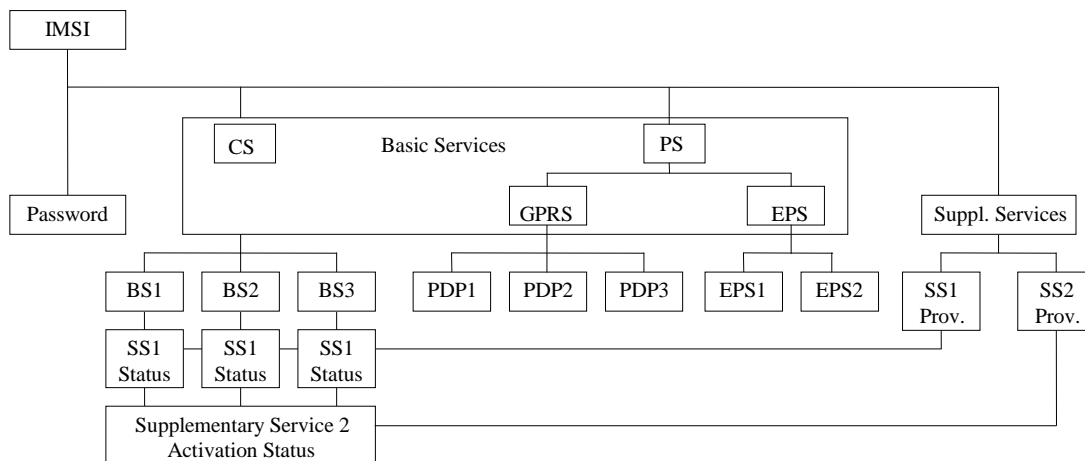 IMSI
CS
Basic Services
PS
Password
GPRS
EPS
Suppl. Services
BS1
BS2
BS3
PDP1
PDP2
PDP3
EPS1
EPS2
SS1
Prov.
SS2
Prov.
SS1
Status
SS1
Status
SS1
Status
Supplementary Service 2
Activation Status